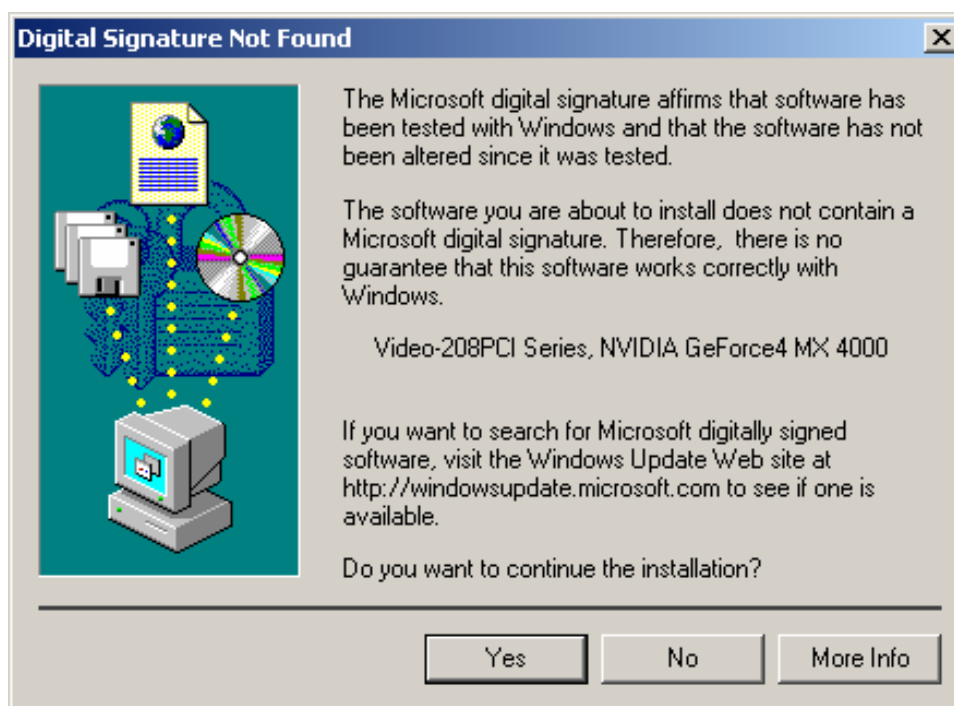 Digital Signature Not Found
The Microsoft digital signature affirms that software has
been tested with Windows and that the software has not
been altered since it was tested.
The software you are about to install does not contain a
Microsoft digital signature. Therefore,  there is no
guarantee that this software works correctly with
Windows.
Video-208PCI Series, NVIDIA GeForce4 MX 4000
If you want to search for Microsoft digitally signed
software, visit the Windows Update Web site at
http://windowsupdate.microsoft.com to see if one is
available.
Do you want to continue the installation?
Yes
No
More Info